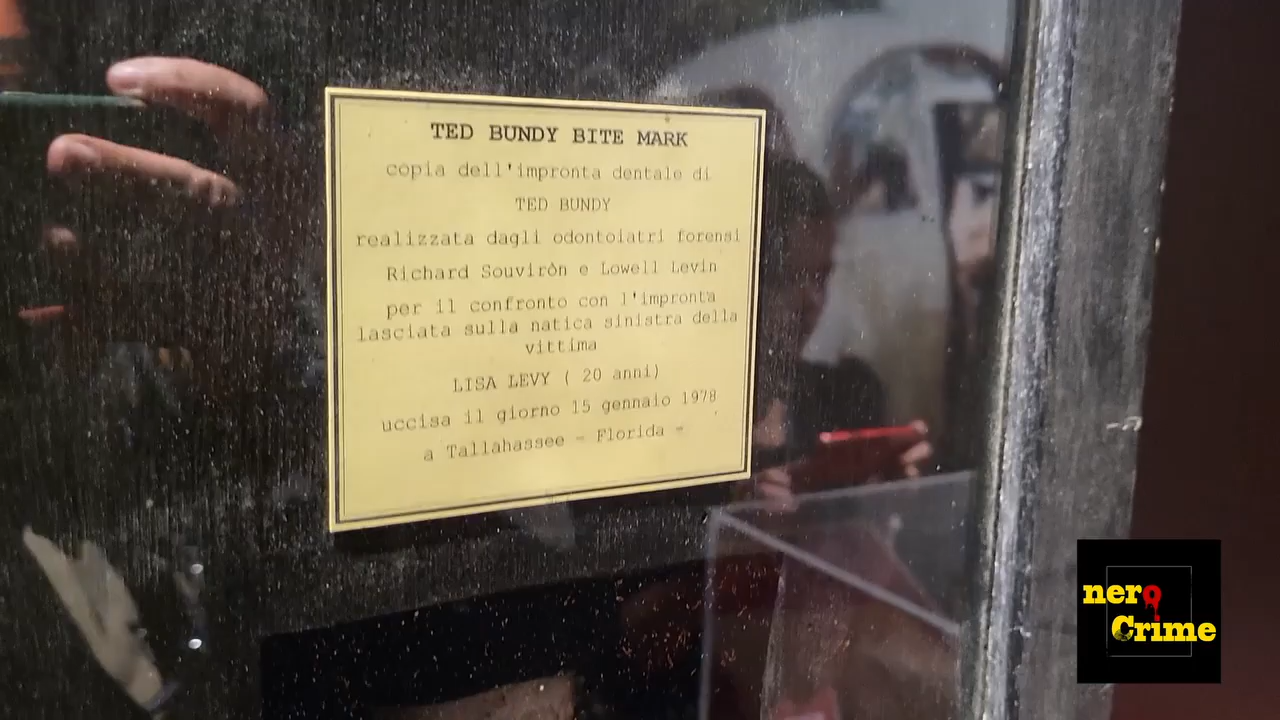 TED BUNDY BITE MARK
copia dell'impronta dentale di
TED BUNDY
realizzata dagli odontoiatri forensi
Richard Souviròn e Lowell Levin
per il confronto con l'impronta
lasciata sulla natica sinistra della
vittima
LISA LEVY ( 20 anni)
uccisa il giorno 15 gennaio 1978
a Tallahassee - Florida -
nero
Crime